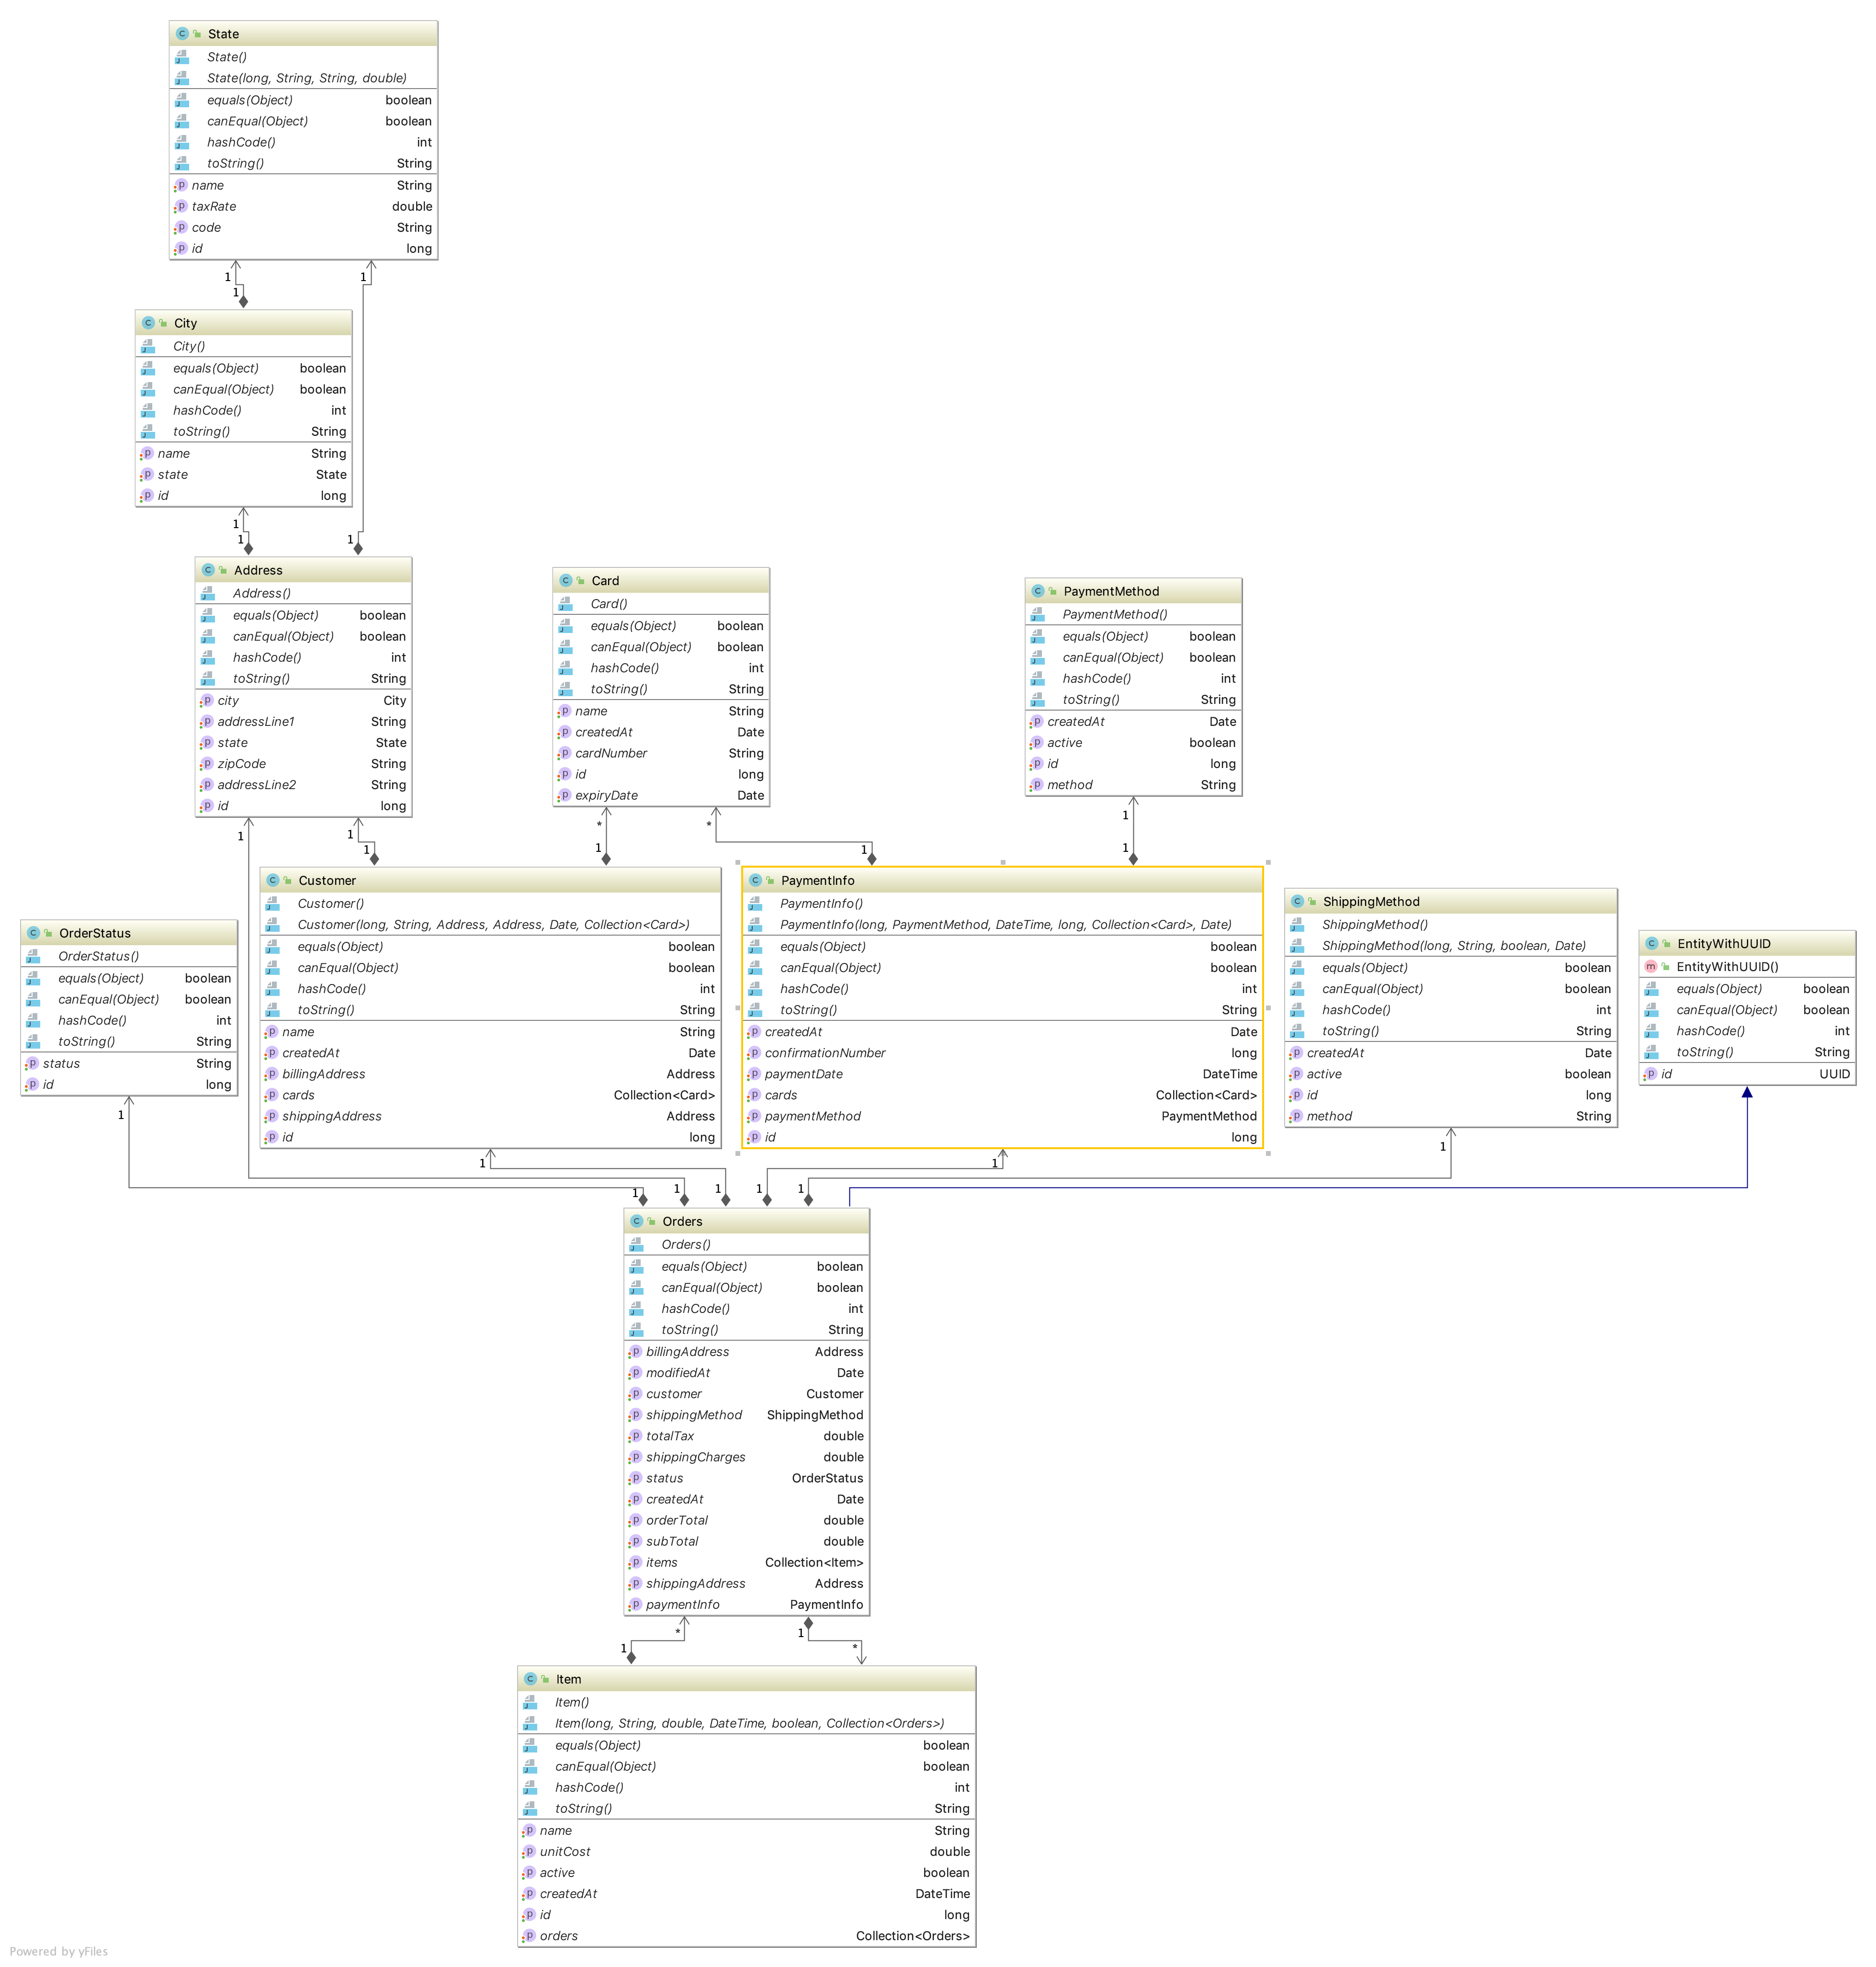 State
State()
State(long, String, String, double)
equals(Object) boolean
canEqual(Object) boolean
hashCode() int
toString() String
name String
taxRate double
code String
id long
1 1
1
City
City()
equals(Object) boolean
canEqual(Object) boolean
hashCode() int
toString() String
name String
state State
id long
1
1 1
Address
Address()
equals(Object) boolean
canEqual(Object) boolean
hashCode() int
toString() String
city City
addressLine1 String
state State
zipCode String
addressLine2 String
id long
1 1
1
Card
Card()
equals(Object) boolean
canEqual(Object) boolean
hashCode() int
toString() String
name String
createdAt Date
cardNumber String
id long
expiryDate Date
* *
1 1
PaymentMethod
PaymentMethod()
equals(Object) boolean
canEqual(Object) boolean
hashCode() int
toString() String
createdAt Date
active boolean
id long
method String
1
1
OrderStatus
OrderStatus()
equals(Object) boolean
canEqual(Object) boolean
hashCode() int
toString() String
status String
id long
1
Customer
Customer()
Customer(long, String, Address, Address, Date, Collection<Card>)
equals(Object) boolean
canEqual(Object) boolean
hashCode() int
toString() String
name String
createdAt Date
billingAddress Address
cards Collection<Card>
shippingAddress Address
id long
1
PaymentInfo
PaymentInfo()
PaymentInfo(long, PaymentMethod, DateTime, long, Collection<Card>, Date)
equals(Object) boolean
canEqual(Object) boolean
hashCode() int
toString() String
createdAt Date
confirmationNumber long
paymentDate DateTime
cards Collection<Card>
paymentMethod PaymentMethod
id long
1
ShippingMethod
ShippingMethod()
ShippingMethod(long, String, boolean, Date)
equals(Object) boolean
canEqual(Object) boolean
hashCode() int
toString() String
createdAt Date
active boolean
id long
method String
1
EntityWithUUID
EntityWithUUID()
equals(Object) boolean
canEqual(Object) boolean
hashCode() int
toString() String
id UUID
1 1 1 1 1
Orders
Orders()
equals(Object) boolean
canEqual(Object) boolean
hashCode() int
toString() String
billingAddress Address
modifiedAt Date
customer Customer
shippingMethod ShippingMethod
totalTax double
shippingCharges double
status OrderStatus
createdAt Date
orderTotal double
subTotal double
items Collection<Item>
shippingAddress Address
paymentInfo PaymentInfo
* 1
1 *
Item
Item()
Item(long, String, double, DateTime, boolean, Collection<Orders>)
equals(Object) boolean
canEqual(Object) boolean
hashCode() int
toString() String
name String
unitCost double
active boolean
createdAt DateTime
id long
orders Collection<Orders>
Powered by yFiles